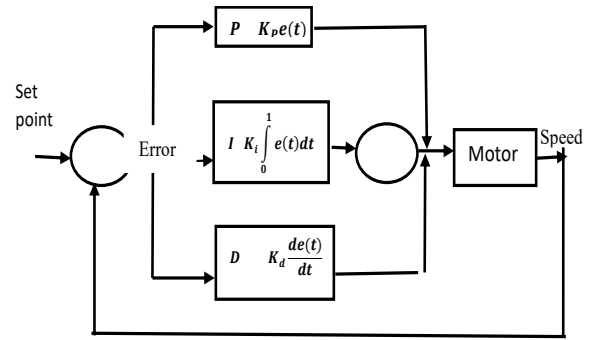 Set
point
Error
P K_p e(t)
I K_i ∫_0^1 e(t)dt
D K_d de(t)/dt
Motor
Speed